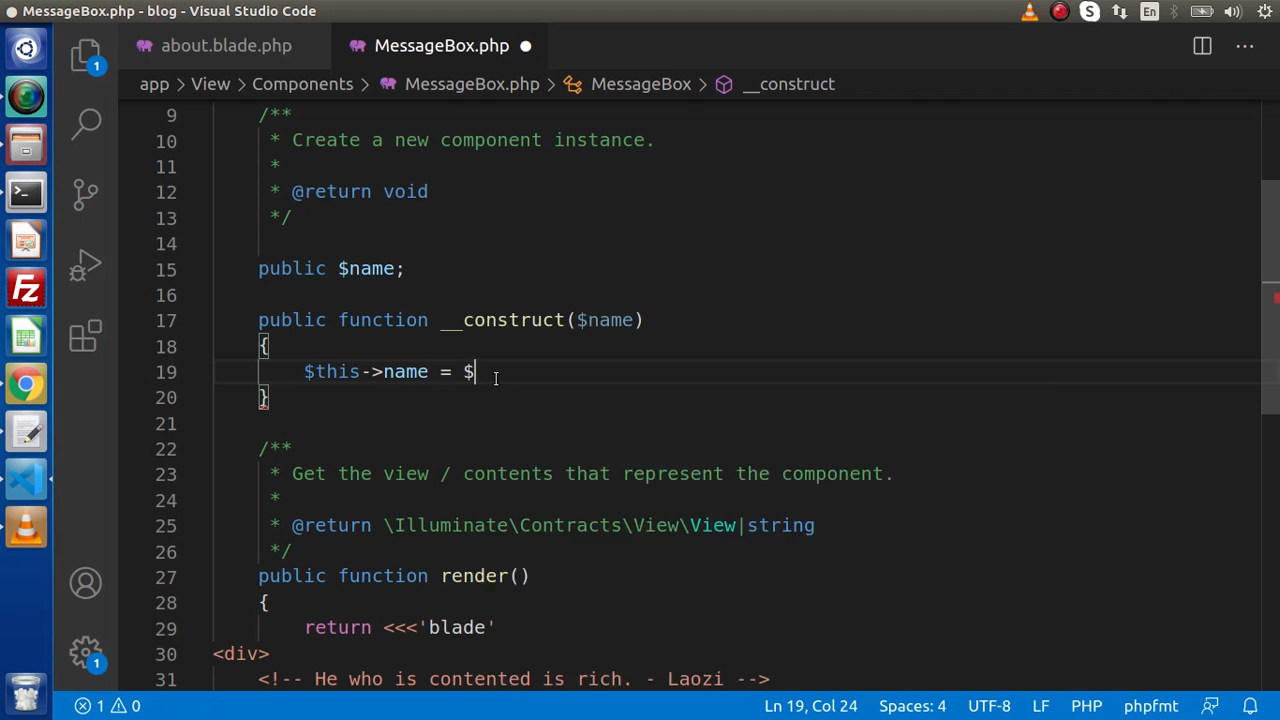 MessageBox.php - blog - Visual Studio Code
En
about.blade.php
MessageBox.php
app > View > Components > MessageBox.php > MessageBox > __construct
9 /**
10 * Create a new component instance.
11 *
12 * @return void
13 */
14
15 public $name;
16
17 public function __construct($name)
18 {
19 $this->name = $
20 }
21
22 /**
23 * Get the view / contents that represent the component.
24 *
25 * @return \Illuminate\Contracts\View\View|string
26 */
27 public function render()
28 {
29 return <<<'blade'
30 <div>
31 <!-- He who is contented is rich. - Laozi -->
1
1
1 0
Ln 19, Col 24
Spaces: 4
UTF-8
LF
PHP
phpfmt